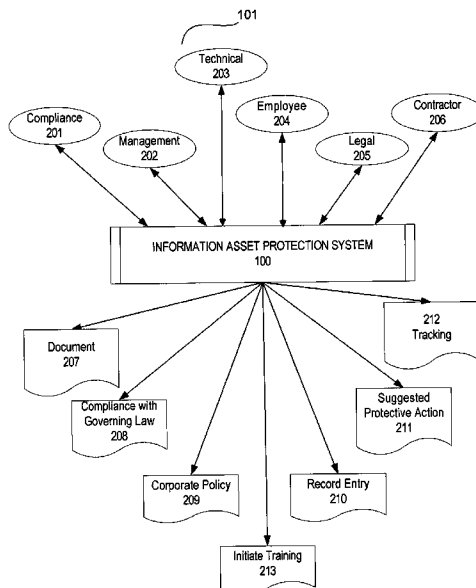 101
Technical
203
Employee
204
Contractor
206
Compliance
201
Management
202
Legal
205
INFORMATION ASSET PROTECTION SYSTEM
100
212
Tracking
Document
207
Suggested
Protective Action
211
Compliance with
Governing Law
208
Corporate Policy
209
Record Entry
210
Initiate Training
213